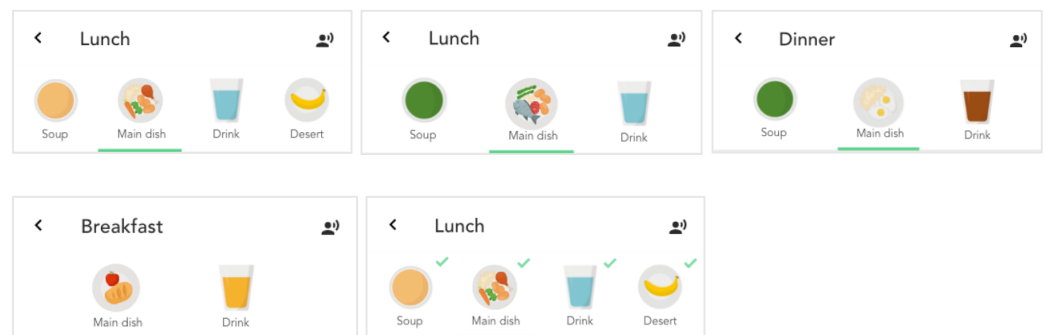 Lunch
Soup Main dish Drink Desert
Lunch
Soup Main dish Drink
Dinner
Soup Main dish Drink
Breakfast
Main dish Drink
Lunch
Soup Main dish Drink Desert